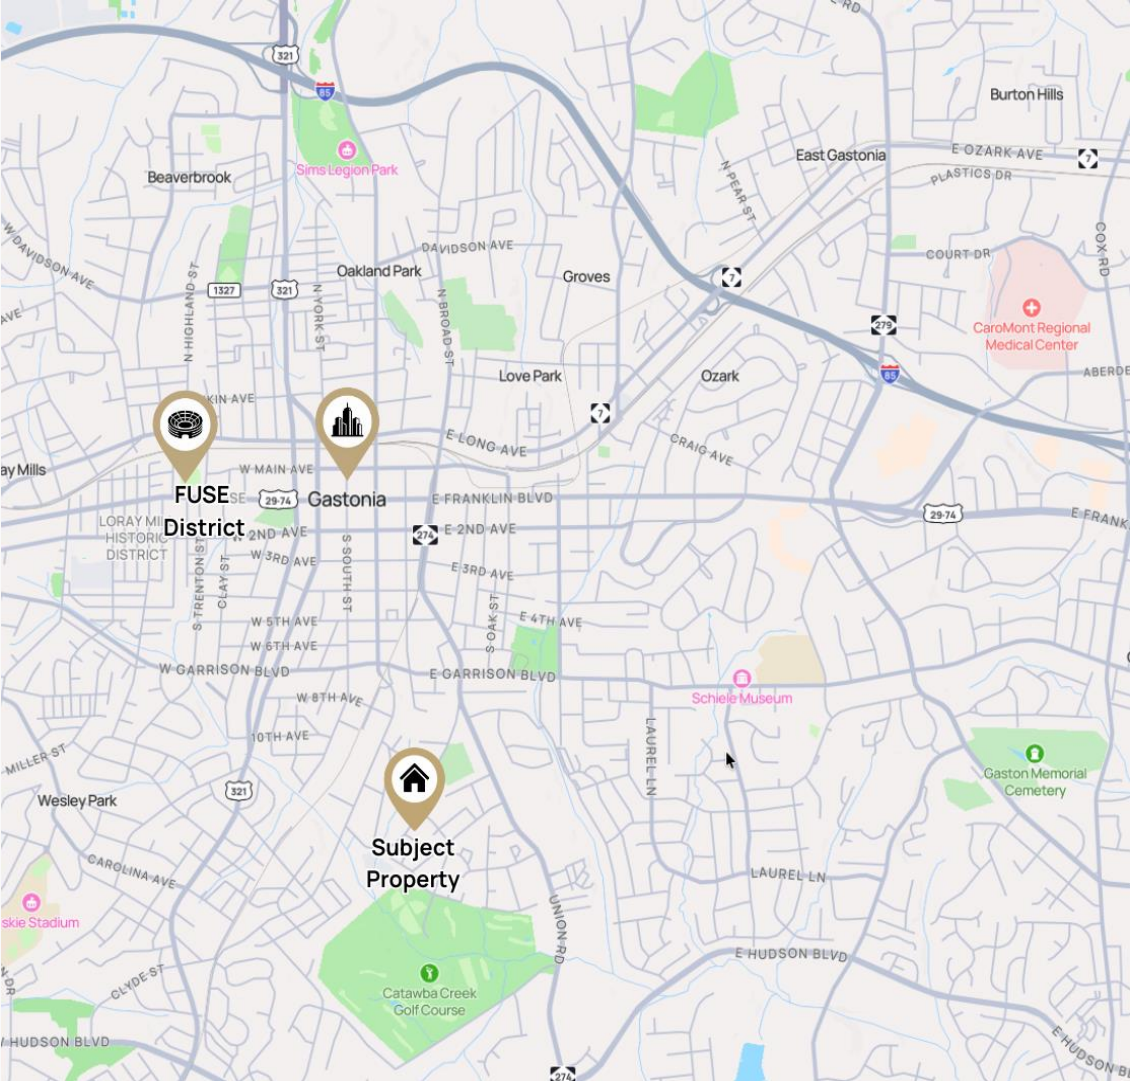 E RD
321
85
Burton Hills
Sims Legion Park
East Gastonia
E OZARK AVE
7
Beaverbrook
N PEAR ST
PLASTICS DR
W DAVIDSON AVE
DAVIDSON AVE
COURT DR
COX RD
Oakland Park
Groves
7
1327
321
N HIGHLAND ST
N YORK ST
N BROAD ST
CaroMont Regional
Medical Center
279
AVE
85
Love Park
Ozark
ABERDE
KIN AVE
7
E LONG AVE
CRAIG AVE
ay Mills
W MAIN AVE
FUSE
District
SE
29-74
Gastonia
E FRANKLIN BLVD
29-74
E FRANK
LORAY MI
HISTORIC
DISTRICT
2ND AVE
274
E 2ND AVE
W 3RD AVE
E 3RD AVE
S TRENTON ST
CLAY ST
S SOUTH ST
S OAK ST
E 4TH AVE
W 5TH AVE
W 6TH AVE
W GARRISON BLVD
E GARRISON BLVD
Schiele Museum
W 8TH AVE
10TH AVE
LAUREL LN
MILLER ST
Gaston Memorial
Cemetery
321
Wesley Park
Subject
Property
CAROLINA AVE
LAUREL LN
skie Stadium
UNION RD
E HUDSON BLVD
N DR
CLYDE ST
Catawba Creek
Golf Course
HUDSON BLVD
E HUDSON B
274